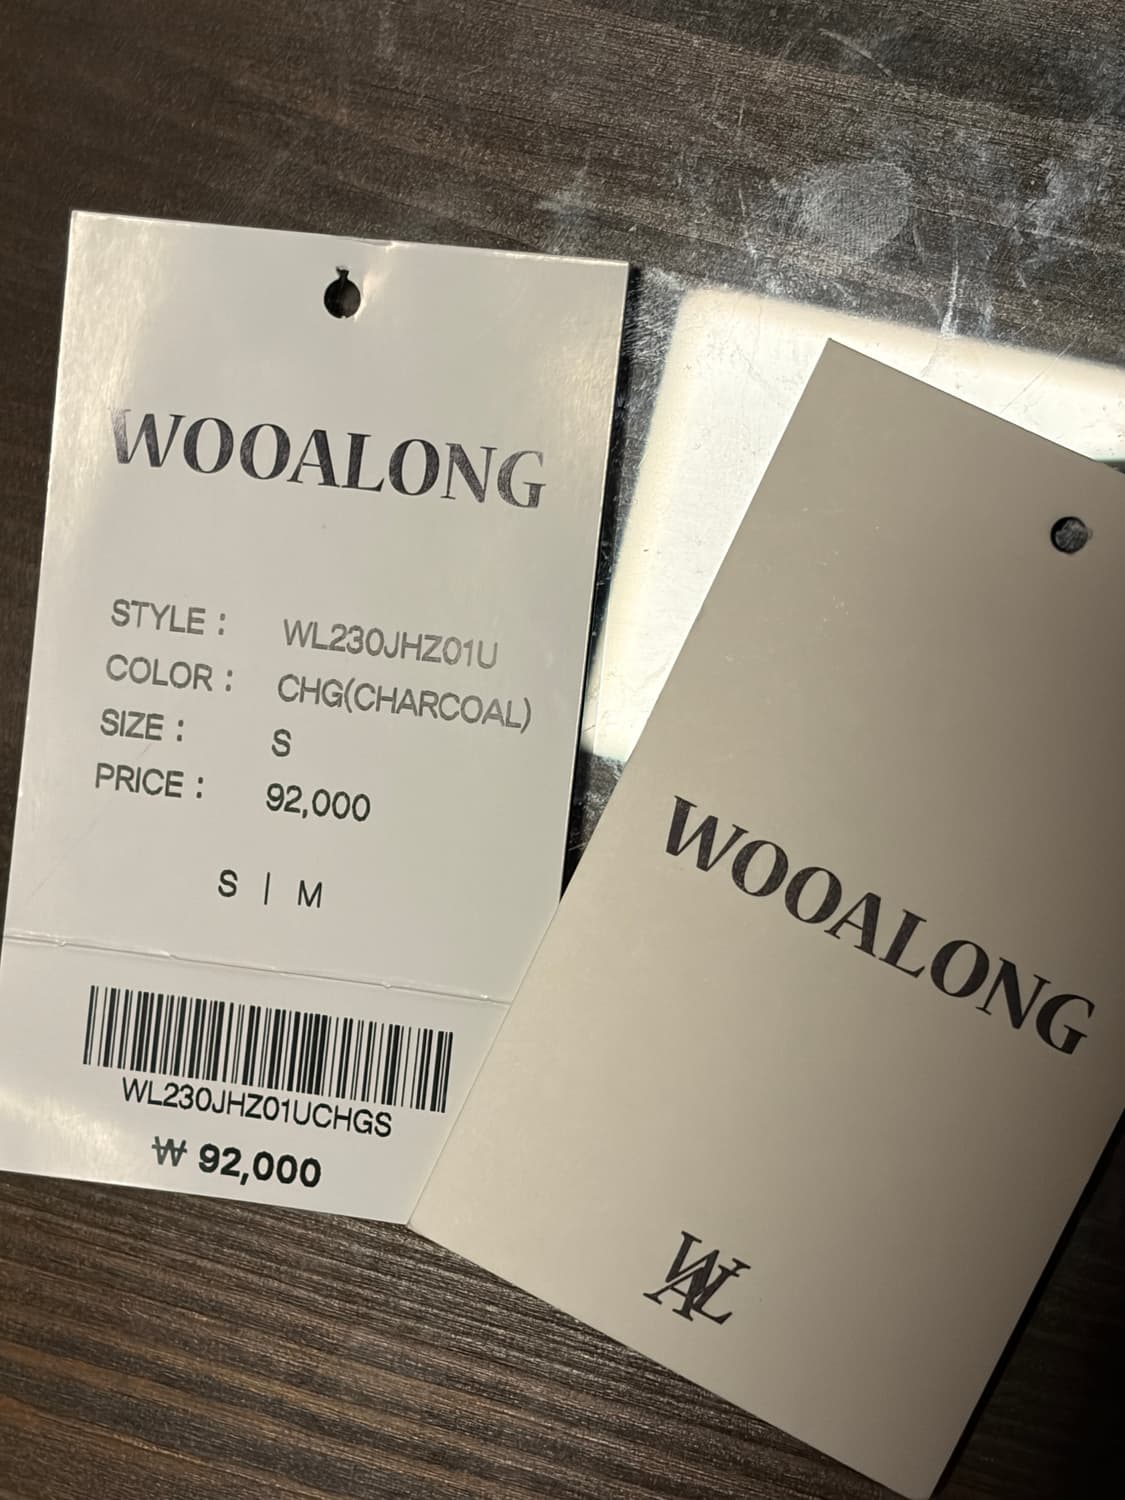 WOOALONG
STYLE : WL230JHZ01U
COLOR : CHG(CHARCOAL)
SIZE : S
PRICE : 92,000
S | M
WL230JHZ01UCHGS
₩ 92,000
WOOALONG
WAL